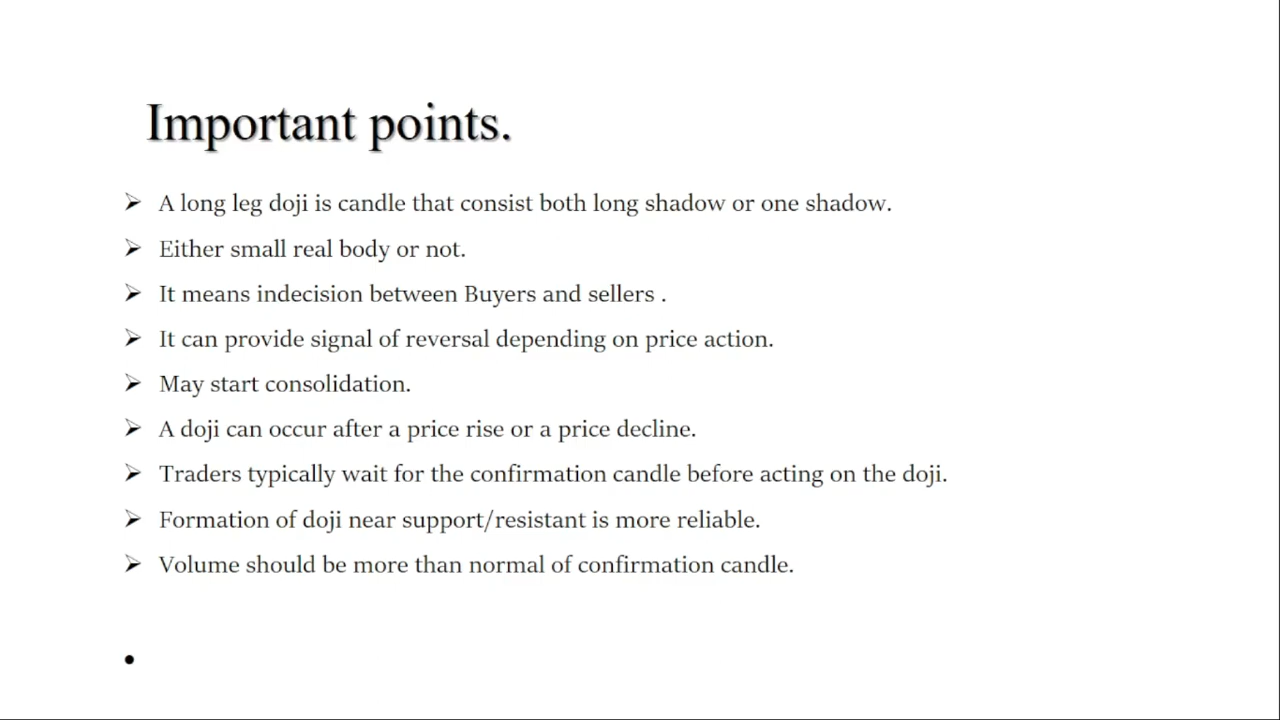 Important points.
➢ A long leg doji is candle that consist both long shadow or one shadow.
➢ Either small real body or not.
➢ It means indecision between Buyers and sellers .
➢ It can provide signal of reversal depending on price action.
➢ May start consolidation.
➢ A doji can occur after a price rise or a price decline.
➢ Traders typically wait for the confirmation candle before acting on the doji.
➢ Formation of doji near support/resistant is more reliable.
➢ Volume should be more than normal of confirmation candle.
•